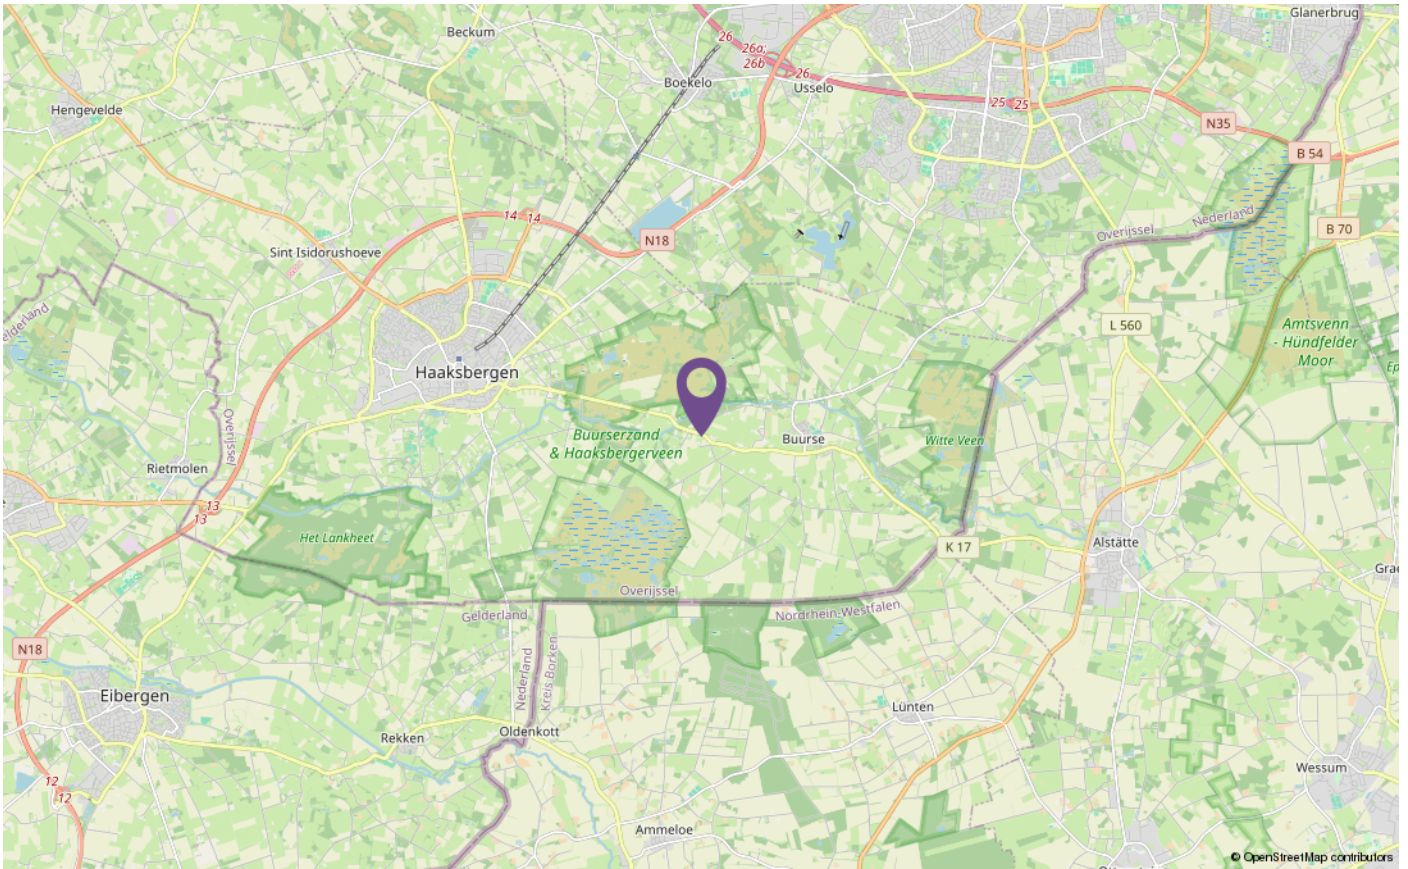 Glanerbrug
Beckum
26
26a;
26b
26
Boekelo
Usselo
25 25
Hengevelde
N35
B 54
14 14
Nederland
Overijssel
B 70
N18
Sint Isidorushoeve
elderland
L 560
Amtsvenn
- Hündfelder
Moor
Ep
Haaksbergen
Overijssel
Buurserzand
& Haaksbergerveen
Buurse
Witte Veen
Rietmolen
e
13
13
Het Lankheet
K 17
Alstätte
Grae
Overijssel
Gelderland
Nordrhein-Westfalen
N18
Nederland
Kreis Borken
Eibergen
Lünten
Oldenkott
Rekken
12
12
Wessum
Ammeloe
© OpenStreetMap contributors